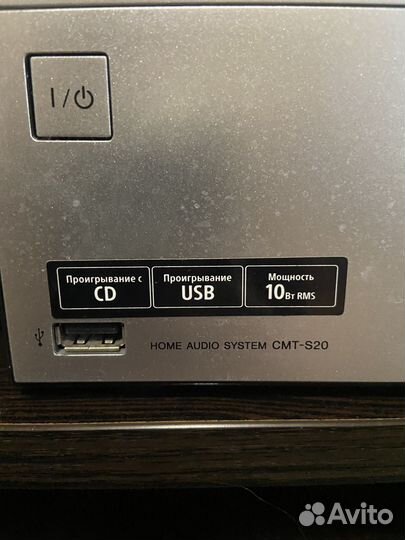 I/⏻
Проигрывание с
CD
Проигрывание
USB
Мощность
10Вт RMS
HOME AUDIO SYSTEM CMT-S20
Avito